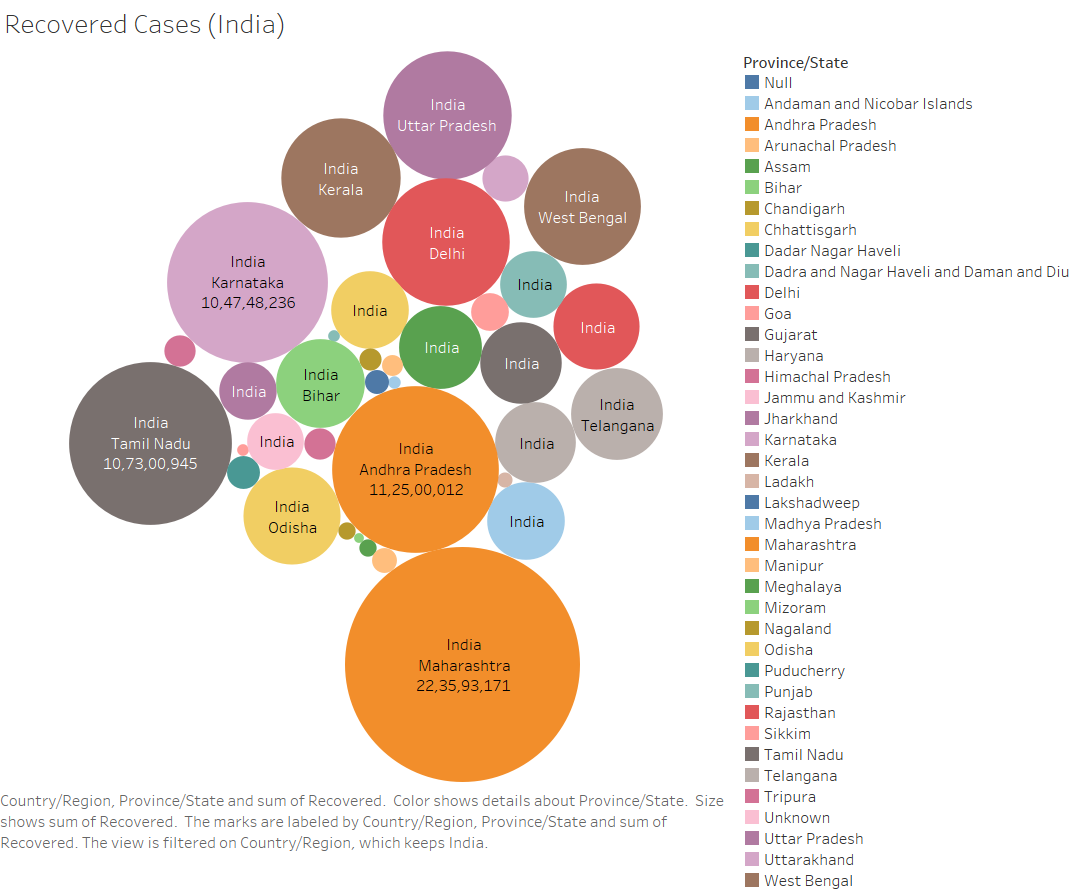 Recovered Cases (India)
India
Uttar Pradesh
India
Kerala
India
West Bengal
India
Delhi
India
Karnataka
10,47,48,236
India
India
India
India
India
India
Bihar
India
India
Telangana
India
Tamil Nadu
10,73,00,945
India
India
India
Andhra Pradesh
11,25,00,012
India
India
Odisha
India
India
Maharashtra
22,35,93,171
Province/State
Null
Andaman and Nicobar Islands
Andhra Pradesh
Arunachal Pradesh
Assam
Bihar
Chandigarh
Chhattisgarh
Dadar Nagar Haveli
Dadra and Nagar Haveli and Daman and Diu
Delhi
Goa
Gujarat
Haryana
Himachal Pradesh
Jammu and Kashmir
Jharkhand
Karnataka
Kerala
Ladakh
Lakshadweep
Madhya Pradesh
Maharashtra
Manipur
Meghalaya
Mizoram
Nagaland
Odisha
Puducherry
Punjab
Rajasthan
Sikkim
Tamil Nadu
Telangana
Tripura
Unknown
Uttar Pradesh
Uttarakhand
West Bengal
Country/Region, Province/State and sum of Recovered.  Color shows details about Province/State.  Size
shows sum of Recovered.  The marks are labeled by Country/Region, Province/State and sum of
Recovered. The view is filtered on Country/Region, which keeps India.